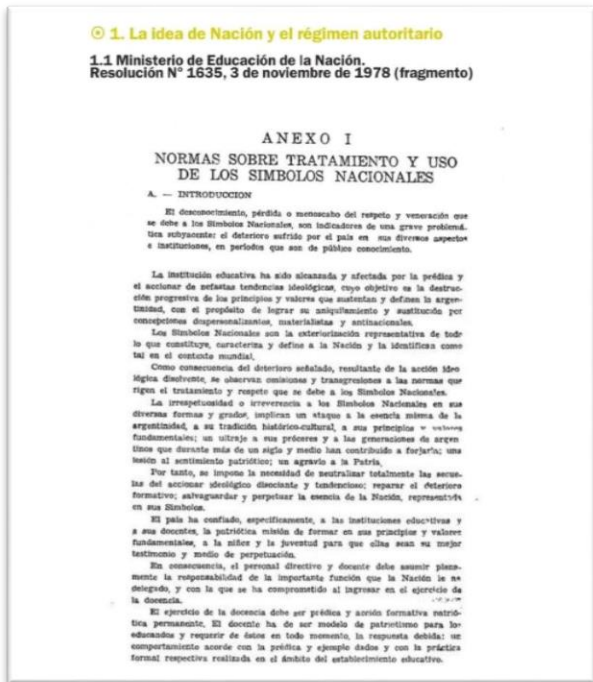 1. La idea de Nación y el régimen autoritario
1.1 Ministerio de Educación de la Nación.
Resolución N° 1635, 3 de noviembre de 1978 (fragmento)
ANEXO I
NORMAS SOBRE TRATAMIENTO Y USO
DE LOS SIMBOLOS NACIONALES
A. — INTRODUCCION
El desconocimiento, pérdida o menoscabo del respeto y veneración que
se debe a los Símbolos Nacionales, son indicadores de una grave problemá-
tica subyacente: el deterioro sufrido por el país en sus diversos aspectos
e instituciones, en períodos que son de público conocimiento.
La institución educativa ha sido alcanzada y afectada por la prédica y
el accionar de nefastas tendencias ideológicas, cuyo objetivo es la destruc-
ción progresiva de los principios y valores que sustentan y definen la argen-
tinidad, con el propósito de lograr su aniquilamiento y sustitución por
concepciones despersonalizantes, materialistas y antinacionales.
Los Símbolos Nacionales son la exteriorización representativa de todo
lo que constituye, caracteriza y define a la Nación y la identifican como
tal en el contexto mundial.
Como consecuencia del deterioro señalado, resultante de la acción ideo
lógica disolvente, se observan omisiones y transgresiones a las normas que
rigen el tratamiento y respeto que se debe a los Símbolos Nacionales.
La irrespetuosidad o irreverencia a los Símbolos Nacionales en sus
diversas formas y grados, implican un ataque a la esencia misma de la
argentinidad, a su tradición histórico-cultural, a sus principios y valores
fundamentales; un ultraje a sus próceres y a las generaciones de argen
tinos que durante más de un siglo y medio han contribuido a forjarla; una
lesión al sentimiento patriótico; un agravio a la Patria.
Por tanto, se impone la necesidad de neutralizar totalmente las secue-
las del accionar ideológico disociante y tendencioso; reparar el deterioro
formativo; salvaguardar y perpetuar la esencia de la Nación, representada
en sus Símbolos.
El país ha confiado, específicamente, a las instituciones educativas y
a sus docentes, la patriótica misión de formar en sus principios y valores
fundamentales, a la niñez y la juventud para que ellas sean su mejor
testimonio y medio de perpetuación.
En consecuencia, el personal directivo y docente debe asumir plena-
mente la responsabilidad de la importante función que la Nación le ha
delegado, y con la que se ha comprometido al ingresar en el ejercicio de
la docencia.
El ejercicio de la docencia debe ser prédica y acción formativa patrió-
tica permanente. El docente ha de ser modelo de patriotismo para los
educandos y requerir de éstos en todo momento, la respuesta debida: un
comportamiento acorde con la prédica y ejemplo dados y con la práctica
formal respectiva realizada en el ámbito del establecimiento educativo.